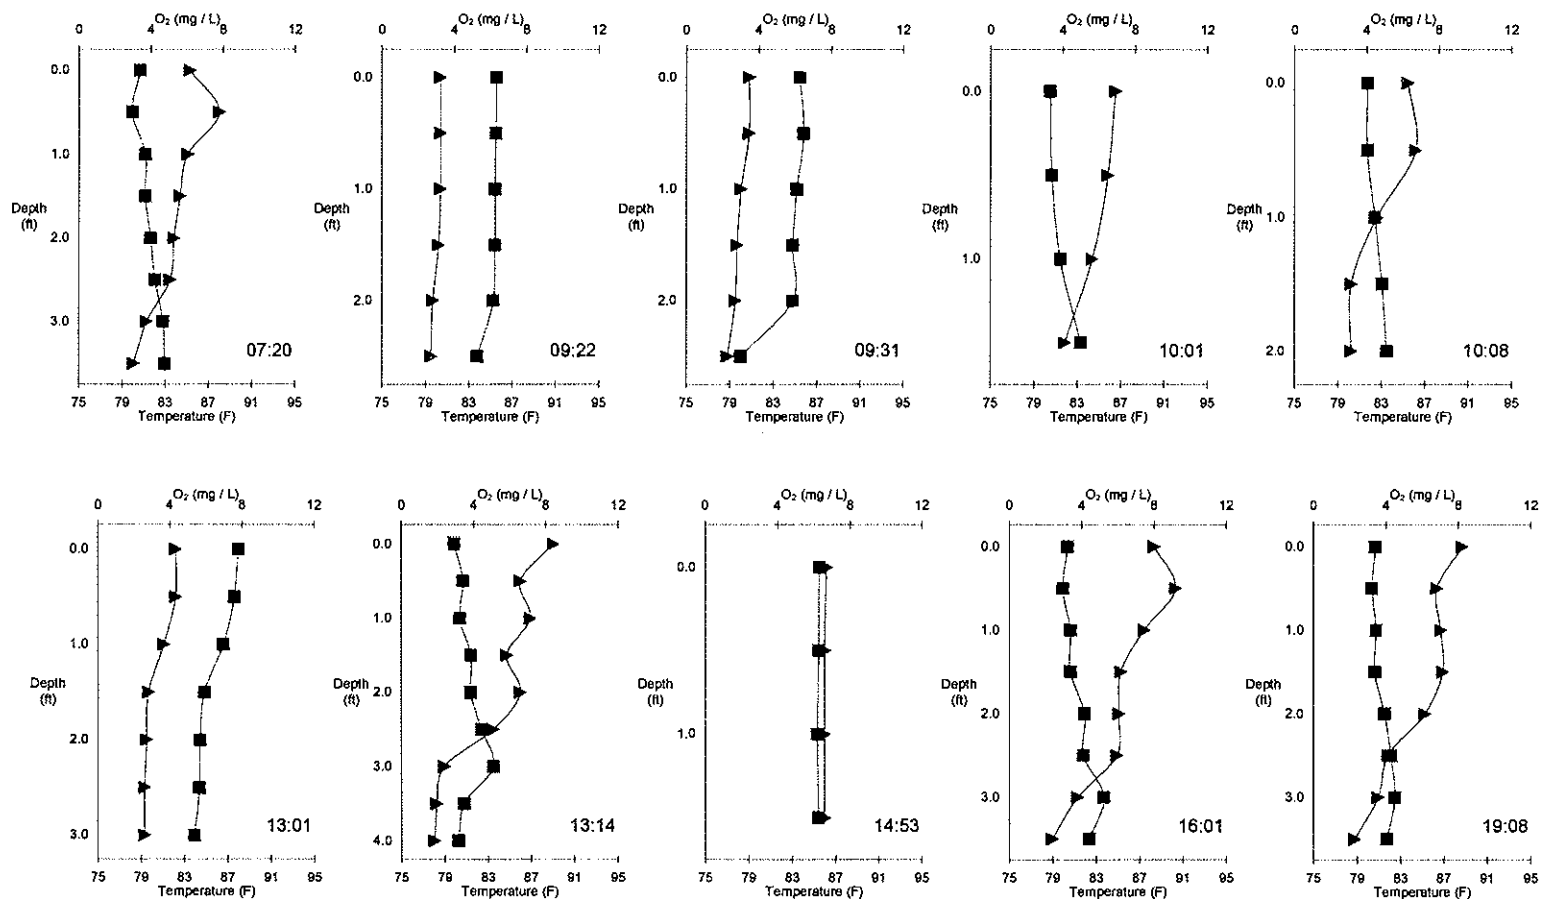 O2 (mg / L)
0 4 8 12
0.0
1.0
Depth
(ft)
2.0
3.0
07:20
75 79 83 87 91 95
Temperature (F)
O2 (mg / L)
0 4 8 12
0.0
1.0
Depth
(ft)
2.0
09:22
75 79 83 87 91 95
Temperature (F)
O2 (mg / L)
0 4 8 12
0.0
1.0
Depth
(ft)
2.0
09:31
75 79 83 87 91 95
Temperature (F)
O2 (mg / L)
0 4 8 12
0.0
Depth
(ft)
1.0
10:01
75 79 83 87 91 95
Temperature (F)
O2 (mg / L)
0 4 8 12
0.0
Depth
(ft)
1.0
2.0
10:08
75 79 83 87 91 95
Temperature (F)
O2 (mg / L)
0 4 8 12
0.0
1.0
Depth
(ft)
2.0
3.0
13:01
75 79 83 87 91 95
Temperature (F)
O2 (mg / L)
0 4 8 12
0.0
1.0
Depth
(ft)
2.0
3.0
4.0
13:14
75 79 83 87 91 95
Temperature (F)
O2 (mg / L)
0 4 8 12
0.0
Depth
(ft)
1.0
14:53
75 79 83 87 91 95
Temperature (F)
O2 (mg / L)
0 4 8 12
0.0
1.0
Depth
(ft)
2.0
3.0
16:01
75 79 83 87 91 95
Temperature (F)
O2 (mg / L)
0 4 8 12
0.0
1.0
Depth
(ft)
2.0
3.0
19:08
75 79 83 87 91 95
Temperature (F)